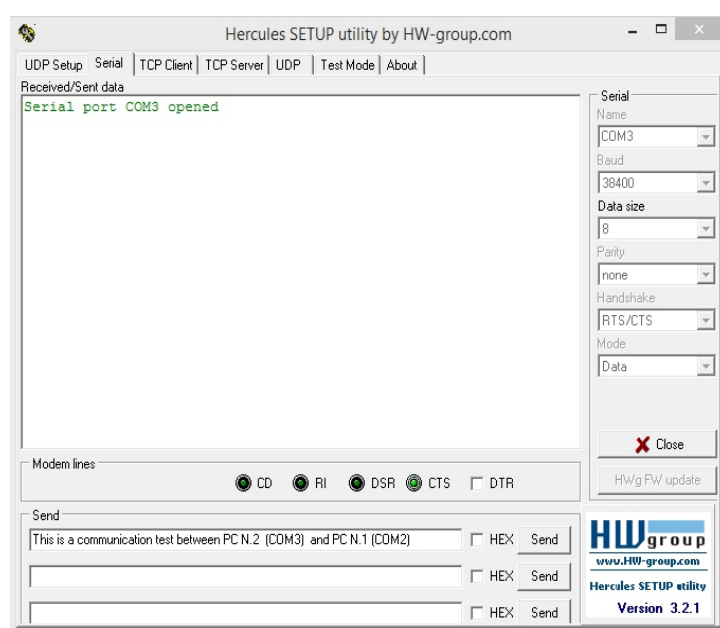 Hercules SETUP utility by HW-group.com
UDP Setup Serial TCP Client TCP Server UDP Test Mode About
Received/Sent data
Serial port COM3 opened
Serial
Name
COM3
Baud
38400
Data size
8
Parity
none
Handshake
RTS/CTS
Mode
Data
Close
HWg FW update
Modem lines
CD RI DSR CTS DTR
Send
This is a communication test between PC N.2 (COM3) and PC N.1 (COM2) HEX Send
HEX Send
HEX Send
HWgroup
www.HW-group.com
Hercules SETUP utility
Version 3.2.1